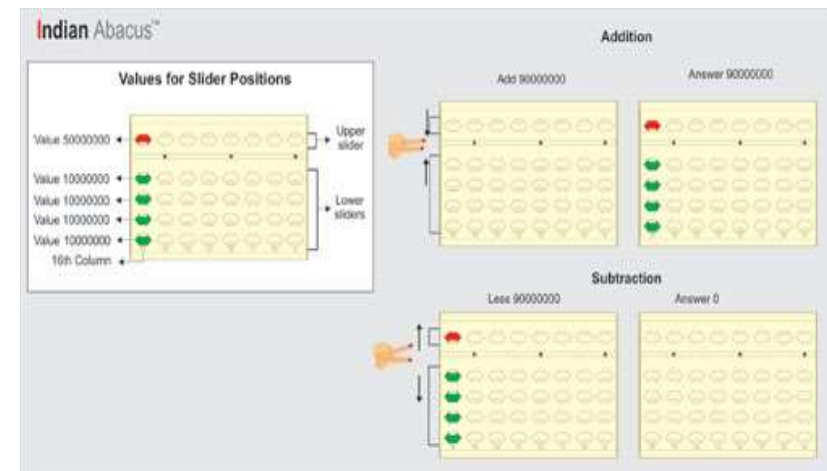 Indian Abacus™
Values for Slider Positions
Value 50000000
Upper
slider
Value 10000000
Value 10000000
Value 10000000
Value 10000000
Lower
sliders
16th Column
Addition
Add 90000000
Answer 90000000
Subtraction
Less 90000000
Answer 0